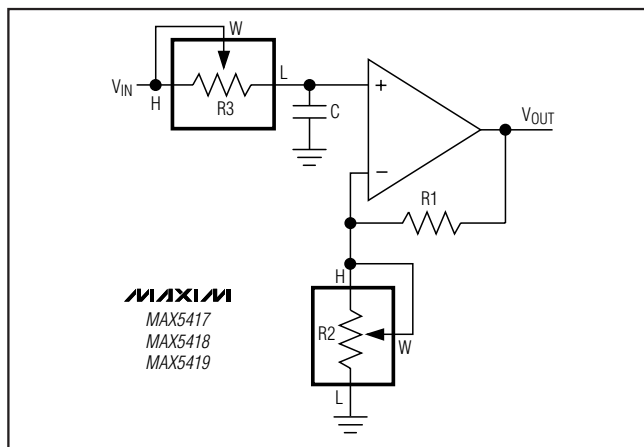 W
L
V_IN
H
R3
C
+
−
V_OUT
R1
H
MAXIM
MAX5417
MAX5418
MAX5419
R2
W
L